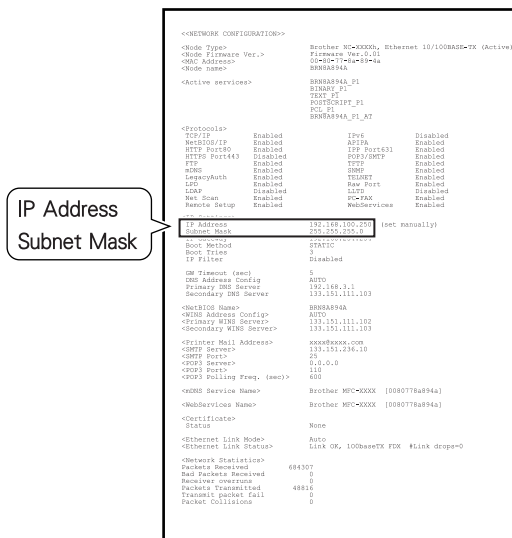 <<NETWORK CONFIGURATION>>
<Node Type> Brother NC-XXXXh, Ethernet 10/100BASE-TX (Active)
<Node Firmware Ver.> Firmware Ver.0.01
<MAC Address> 00-80-77-8a-89-4a
<Node name> BRN8A894A
<Active services> BRN8A894A_P1
BINARY_P1
TEXT_P1
POSTSCRIPT_P1
PCL_P1
BRN8A894A_P1_AT
<Protocols>
TCP/IP Enabled IPv6 Disabled
NetBIOS/IP Enabled APIPA Enabled
HTTP Port80 Enabled IPP Port631 Enabled
HTTPS Port443 Disabled POP3/SMTP Enabled
FTP Enabled TFTP Enabled
mDNS Enabled SNMP Enabled
LegacyAuth Enabled TELNET Enabled
LPD Enabled Raw Port Enabled
LDAP Disabled LLTD Disabled
Net Scan Enabled PC-FAX Enabled
Remote Setup Enabled WebServices Enabled
IP Address
Subnet Mask
IP Address 192.168.100.250 (set manually)
Subnet Mask 255.255.255.0
Boot Method STATIC
Boot Tries 3
IP Filter Disabled
GW Timeout (sec) 5
DNS Address Config AUTO
Primary DNS Server 192.168.3.1
Secondary DNS Server 133.151.111.103
<NetBIOS Name> BRN8A894A
<WINS Address Config> AUTO
<Primary WINS Server> 133.151.111.102
<Secondary WINS Server> 133.151.111.103
<Printer Mail Address> xxxx@xxxx.com
<SMTP Server> 133.151.236.10
<SMTP Port> 25
<POP3 Server> 0.0.0.0
<POP3 Port> 110
<POP3 Polling Freq. (sec)> 600
<mDNS Service Name> Brother MFC-XXXX [0080778a894a]
<WebServices Name> Brother MFC-XXXX [0080778a894a]
<Certificate>
Status None
<Ethernet Link Mode> Auto
<Ethernet Link Status> Link OK, 100baseTX FDX #Link drops=0
<Network Statistics>
Packets Received 684307
Bad Packets Received 0
Receiver overruns 0
Packets Transmitted 48816
Transmit packet fail 0
Packet Collisions 0